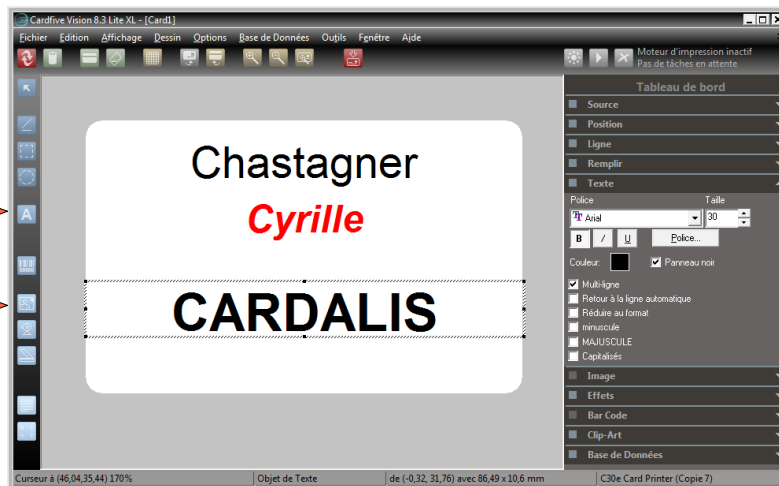 Cardfive Vision 8.3 Lite XL - [Card1]
Fichier Edition Affichage Dessin Options Base de Données Outils Fenêtre Ajde
Moteur d'impression inactif
Pas de tâches en attente
Tableau de bord
Source
Position
Ligne
Remplir
Texte
Police Taille
Arial 30
B / U Police...
Couleur: Panneau noir
Multi-ligne
Retour à la ligne automatique
Réduire au format
minuscule
MAJUSCULE
Capitalisés
Image
Effets
Bar Code
Clip-Art
Base de Données
Chastagner
Cyrille
CARDALIS
A
Curseur à (46,04,35,44) 170% Objet de Texte de (-0,32, 31,76) avec 86,49 x 10,6 mm C30e Card Printer (Copie 7)